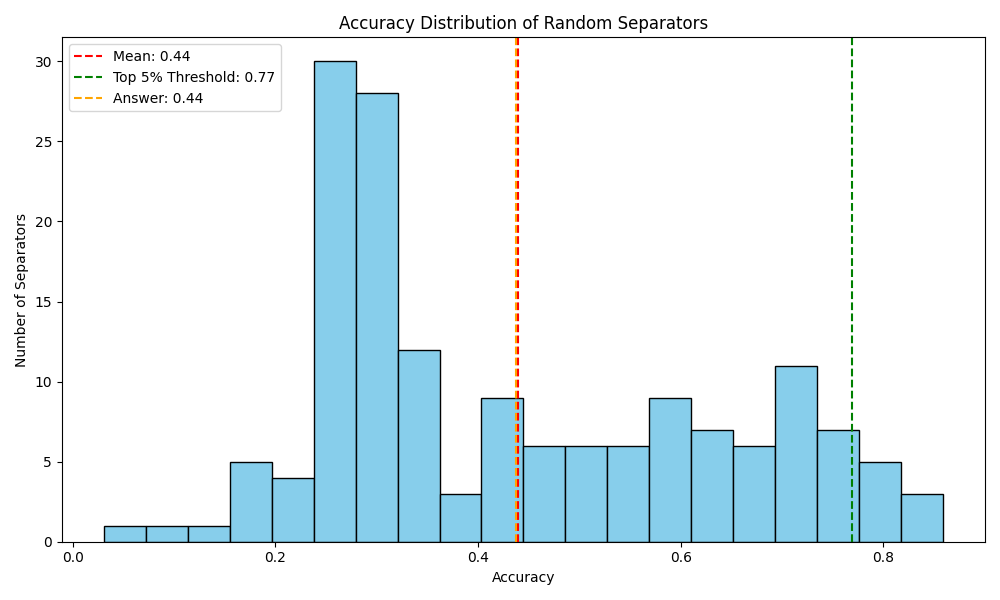 Accuracy Distribution of Random Separators
Mean: 0.44
Top 5% Threshold: 0.77
Answer: 0.44
Number of Separators
30
25
20
15
10
5
0
0.0 0.2 0.4 0.6 0.8
Accuracy